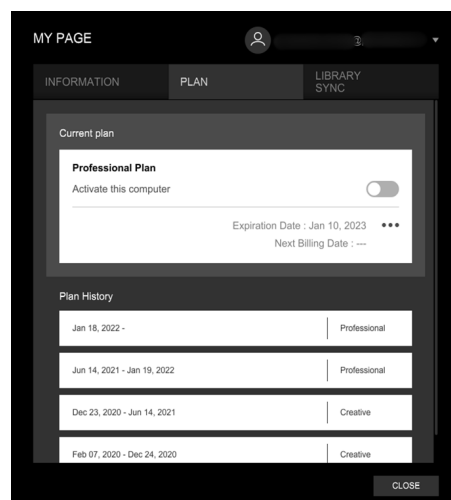 MY PAGE
INFORMATION
PLAN
LIBRARY
SYNC
Current plan
Professional Plan
Activate this computer
Expiration Date : Jan 10, 2023
Next Billing Date : ---
Plan History
Jan 18, 2022 -
Professional
Jun 14, 2021 - Jan 19, 2022
Professional
Dec 23, 2020 - Jun 14, 2021
Creative
Feb 07, 2020 - Dec 24, 2020
Creative
CLOSE